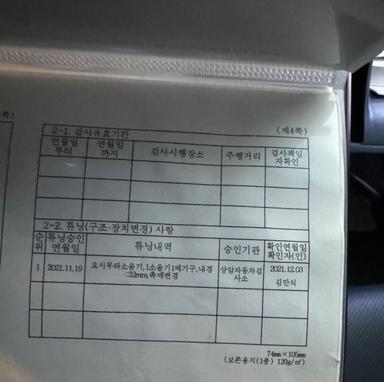 (제4쪽)
2-1. 검사유효기간
연월일
부터
연월일
까지
검사시행장소
주행거리
검사책임
자확인
2-2. 튜닝(구조·장치변경) 사항
순
위
튜닝승인
연월일
튜닝내역
승인기관
확인연월일
확인자(인)
1
2021.11.19
요시무라소음기,1소음기1배기구,내경
:32mm,촉매변경
상암자동차검
사소
2021.12.03
김만식
74㎜×105㎜
(보존용지(1종) 120g/㎡)